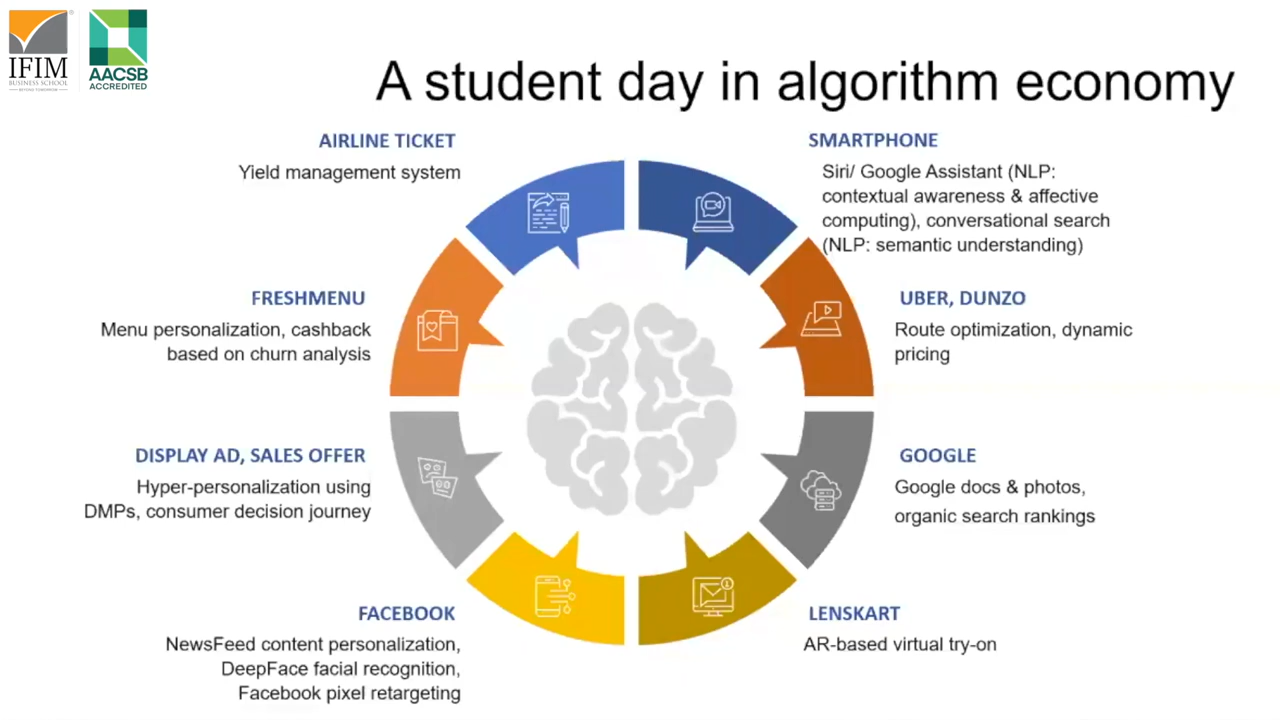 IFIM
BUSINESS SCHOOL
BEYOND TOMORROW
AACSB
ACCREDITED
A student day in algorithm economy
AIRLINE TICKET
Yield management system
SMARTPHONE
Siri/ Google Assistant (NLP:
contextual awareness & affective
computing), conversational search
(NLP: semantic understanding)
FRESHMENU
Menu personalization, cashback
based on churn analysis
UBER, DUNZO
Route optimization, dynamic
pricing
DISPLAY AD, SALES OFFER
Hyper-personalization using
DMPs, consumer decision journey
GOOGLE
Google docs & photos,
organic search rankings
FACEBOOK
NewsFeed content personalization,
DeepFace facial recognition,
Facebook pixel retargeting
LENSKART
AR-based virtual try-on